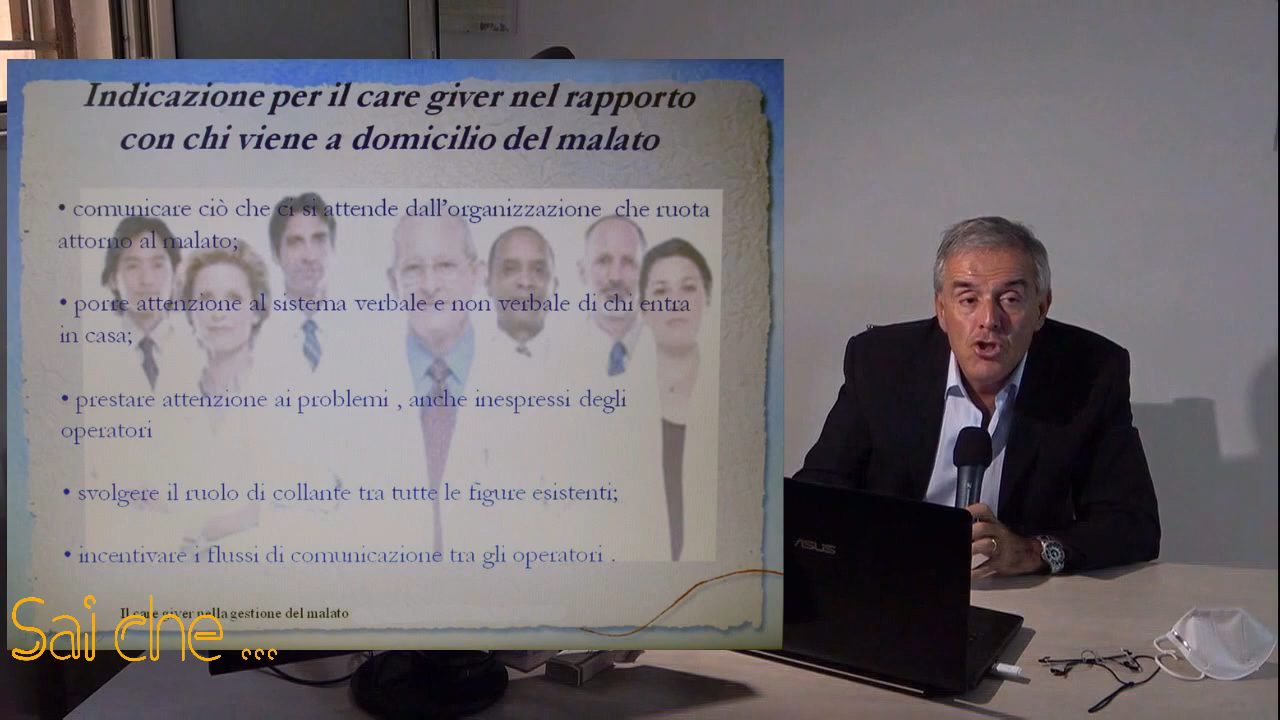 Indicazione per il care giver nel rapporto
con chi viene a domicilio del malato
• comunicare ciò che ci si attende dall'organizzazione che ruota
attorno al malato;
• porre attenzione al sistema verbale e non verbale di chi entra
in casa;
• prestare attenzione ai problemi , anche inespressi degli
operatori
• svolgere il ruolo di collante tra tutte le figure esistenti;
• incentivare i flussi di comunicazione tra gli operatori .
Il care giver nella gestione del malato
Sai che ...
ASUS